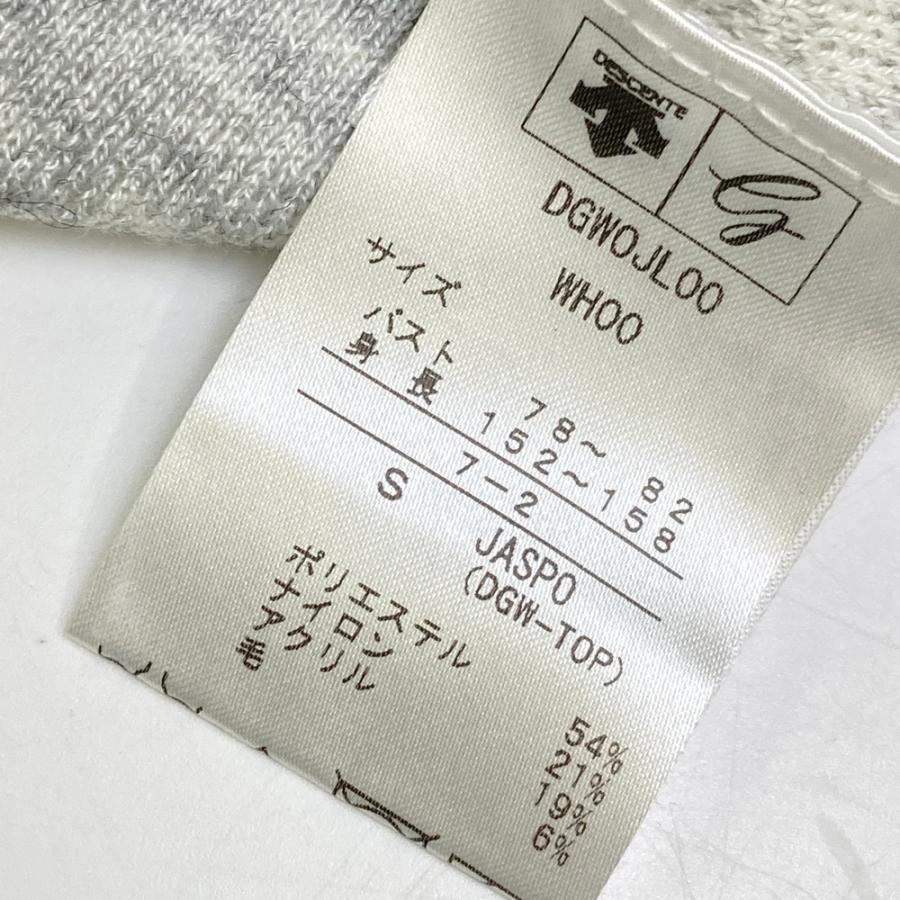 DESCENTE
DGWOJL00
WH00
サイズ
バスト 78～ 82
身長 152～158
7-2
S JASPO
(DGW-TOP)
ポリエステル 54%
ナイロン 21%
アクリル 19%
毛 6%